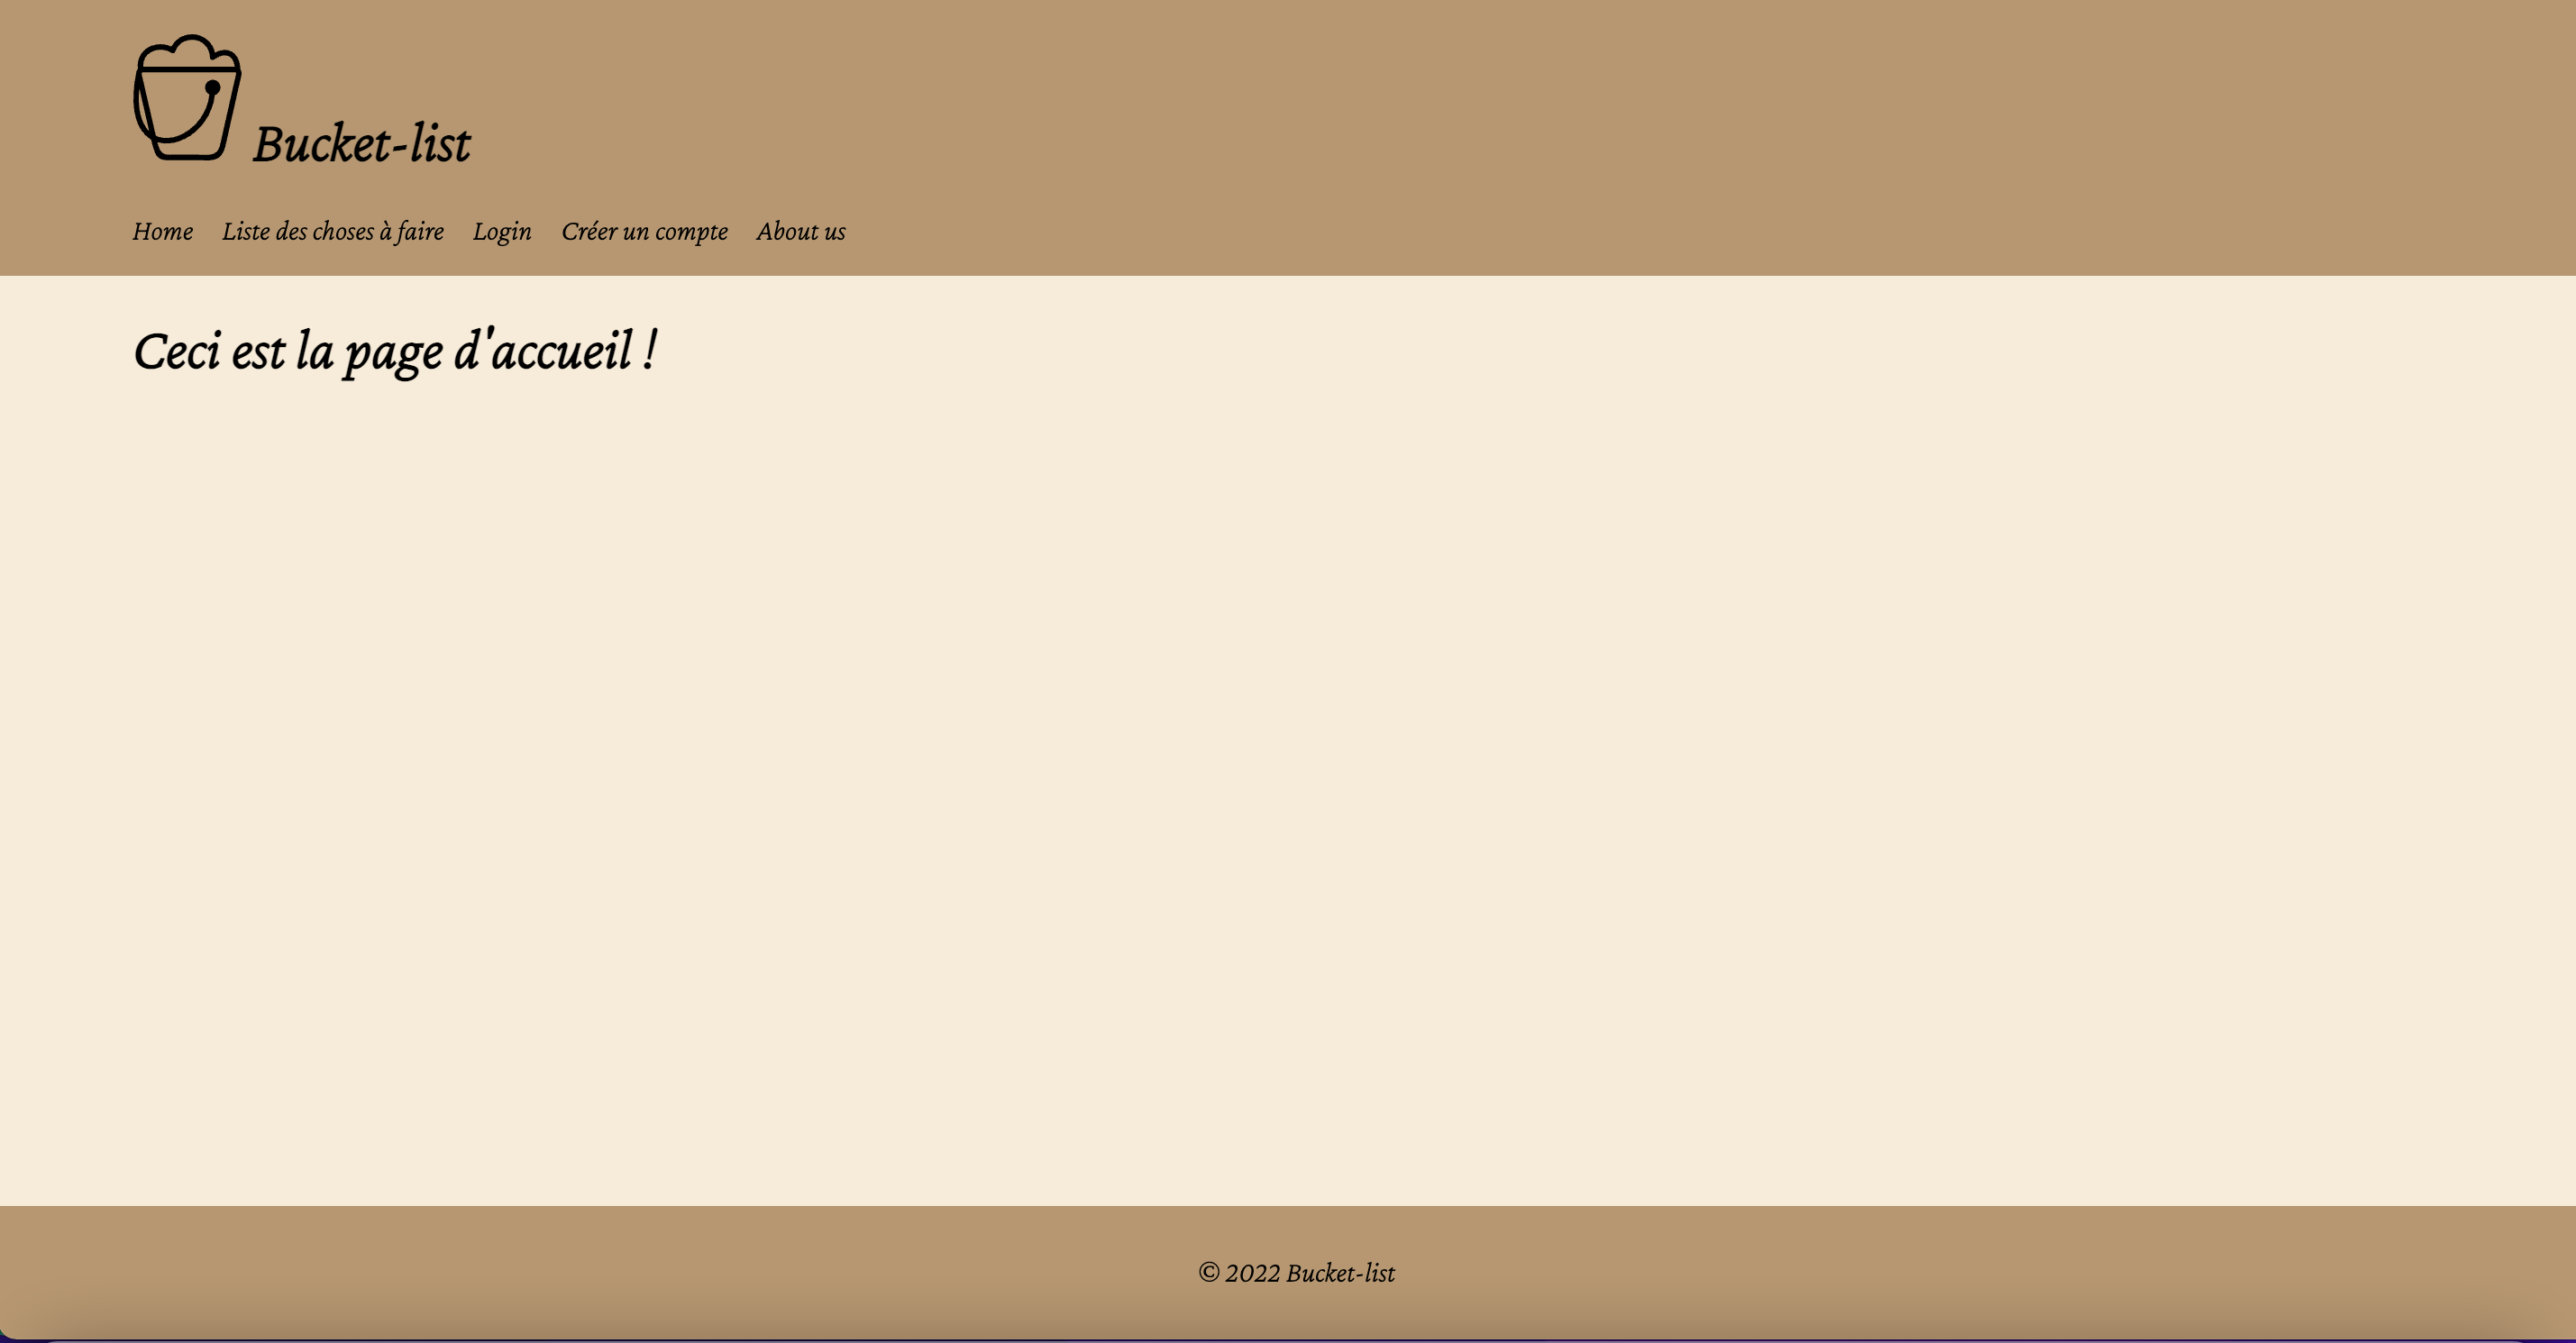 Bucket-list
Home Liste des choses à faire Login Créer un compte About us
Ceci est la page d'accueil !
© 2022 Bucket-list